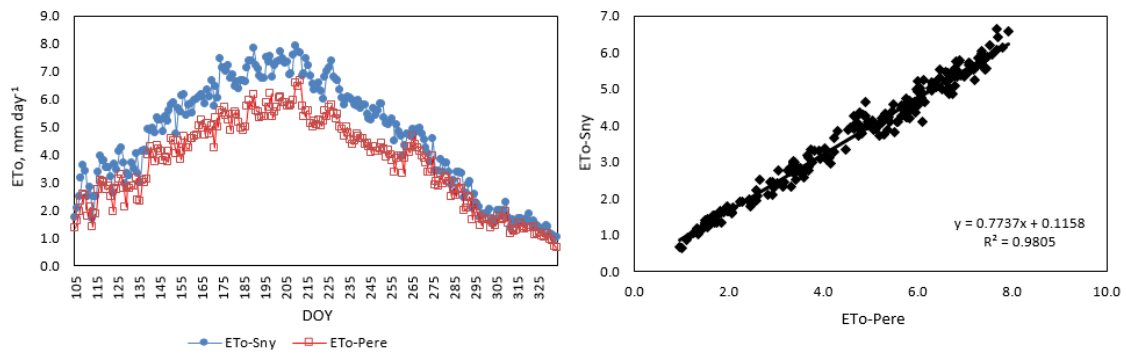 9.0
8.0
7.0
6.0
5.0
4.0
3.0
2.0
1.0
0.0
ETo, mm day⁻¹
105 115 125 135 145 155 165 175 185 195 205 215 225 235 245 255 265 275 285 295 305 315 325
DOY
ETo-Sny ETo-Pere
7.0
6.0
5.0
4.0
3.0
2.0
1.0
0.0
ETo-Sny
y = 0.7737x + 0.1158
R² = 0.9805
0.0 2.0 4.0 6.0 8.0 10.0
ETo-Pere